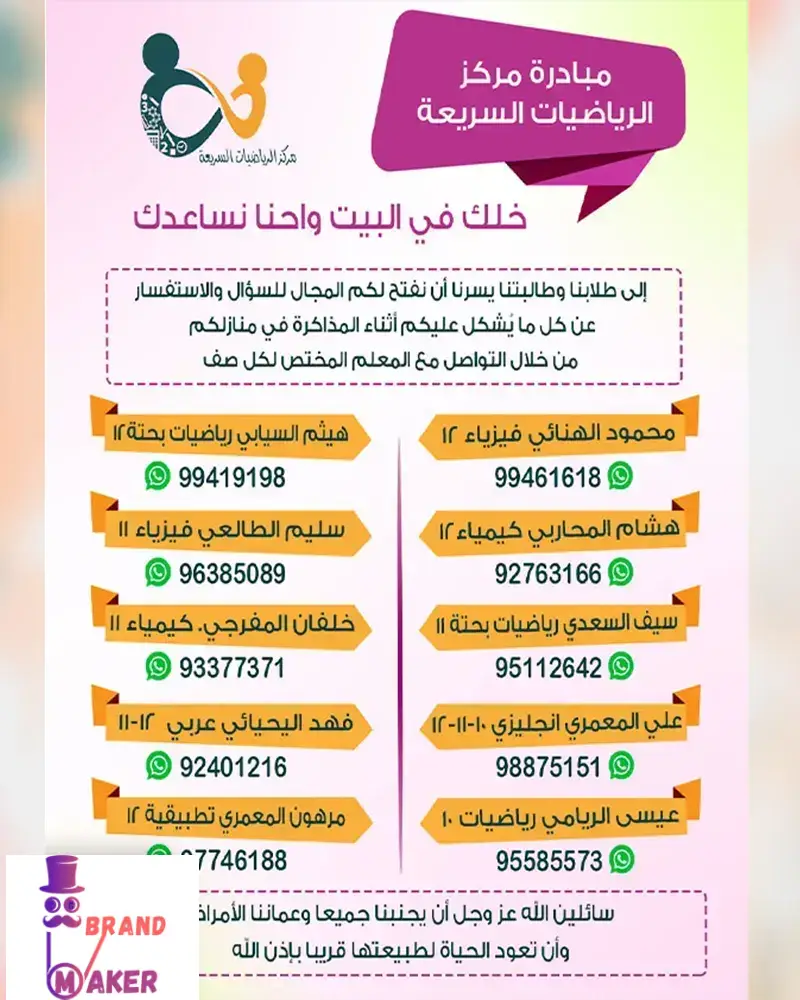 مركز الرياضيات السريعة
مبادرة مركز
الرياضيات السريعة
خلك في البيت واحنا نساعدك
إلى طلابنا وطالبتنا يسرنا أن نفتح لكم المجال للسؤال والاستفسار
عن كل ما يُشكل عليكم أثناء المذاكرة في منازلكم
من خلال التواصل مع المعلم المختص لكل صف
محمود الهنائي فيزياء ١٢
99461618
هشام المحاربي كيمياء ١٢
92763166
سيف السعدي رياضيات بحتة ١١
95112642
علي المعمري انجليزي ١٠-١١-١٢
98875151
عيسى الريامي رياضيات ١٠
95585573
هيثم السيابي رياضيات بحتة ١٢
99419198
سليم الطالعي فيزياء ١١
96385089
خلفان المفرجي. كيمياء ١١
93377371
فهد اليحيائي عربي ١٢-١١
92401216
مرهون المعمري تطبيقية ١٢
7746188
سائلين الله عز وجل أن يجنبنا جميعا وعماننا
وأن تعود الحياة لطبيعتها قريبا بإذن الله
BRAND
MAKER